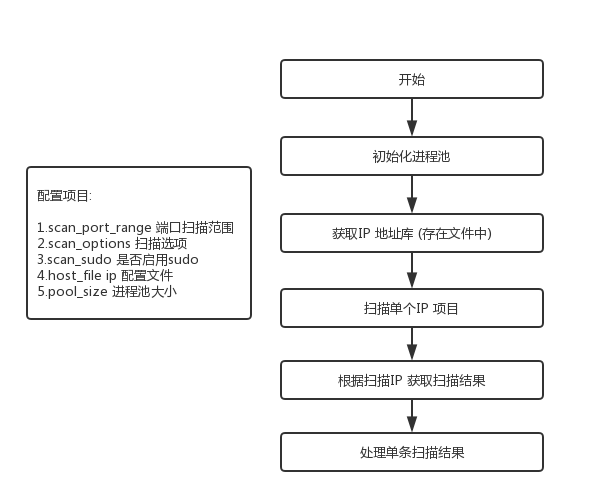 开始
初始化进程池
获取IP 地址库 (存在文件中)
扫描单个IP 项目
根据扫描IP 获取扫描结果
处理单条扫描结果
配置项目:
1.scan_port_range 端口扫描范围
2.scan_options 扫描选项
3.scan_sudo 是否启用sudo
4.host_file ip 配置文件
5.pool_size 进程池大小